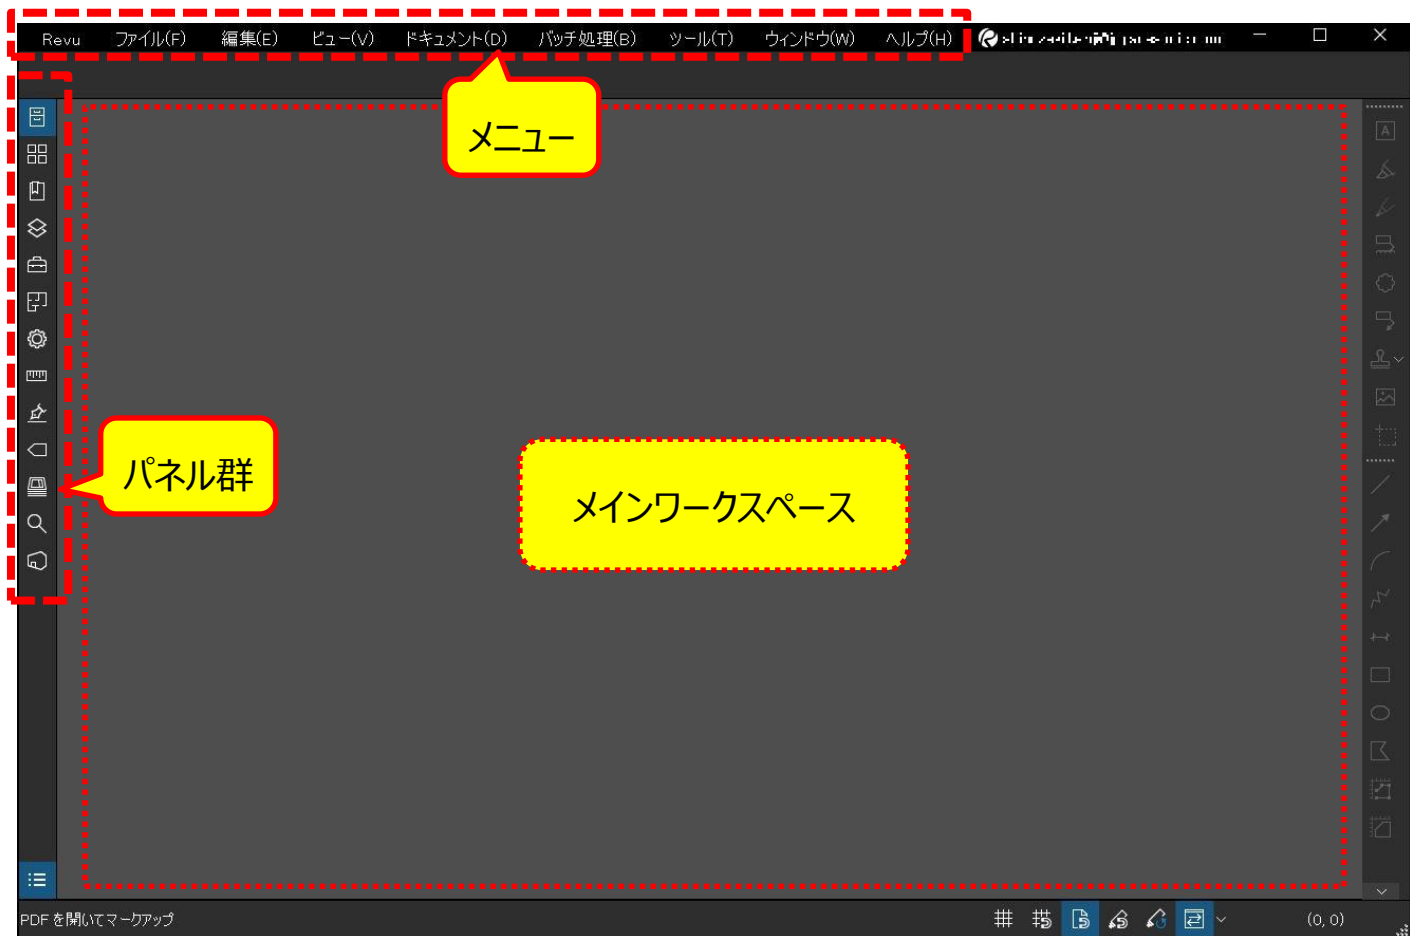 Revu ファイル(F) 編集(E) ビュー(V) ドキュメント(D) バッチ処理(B) ツール(T) ウィンドウ(W) ヘルプ(H)
メニュー
A
パネル群
メインワークスペース
PDF を開いてマークアップ
(0, 0)